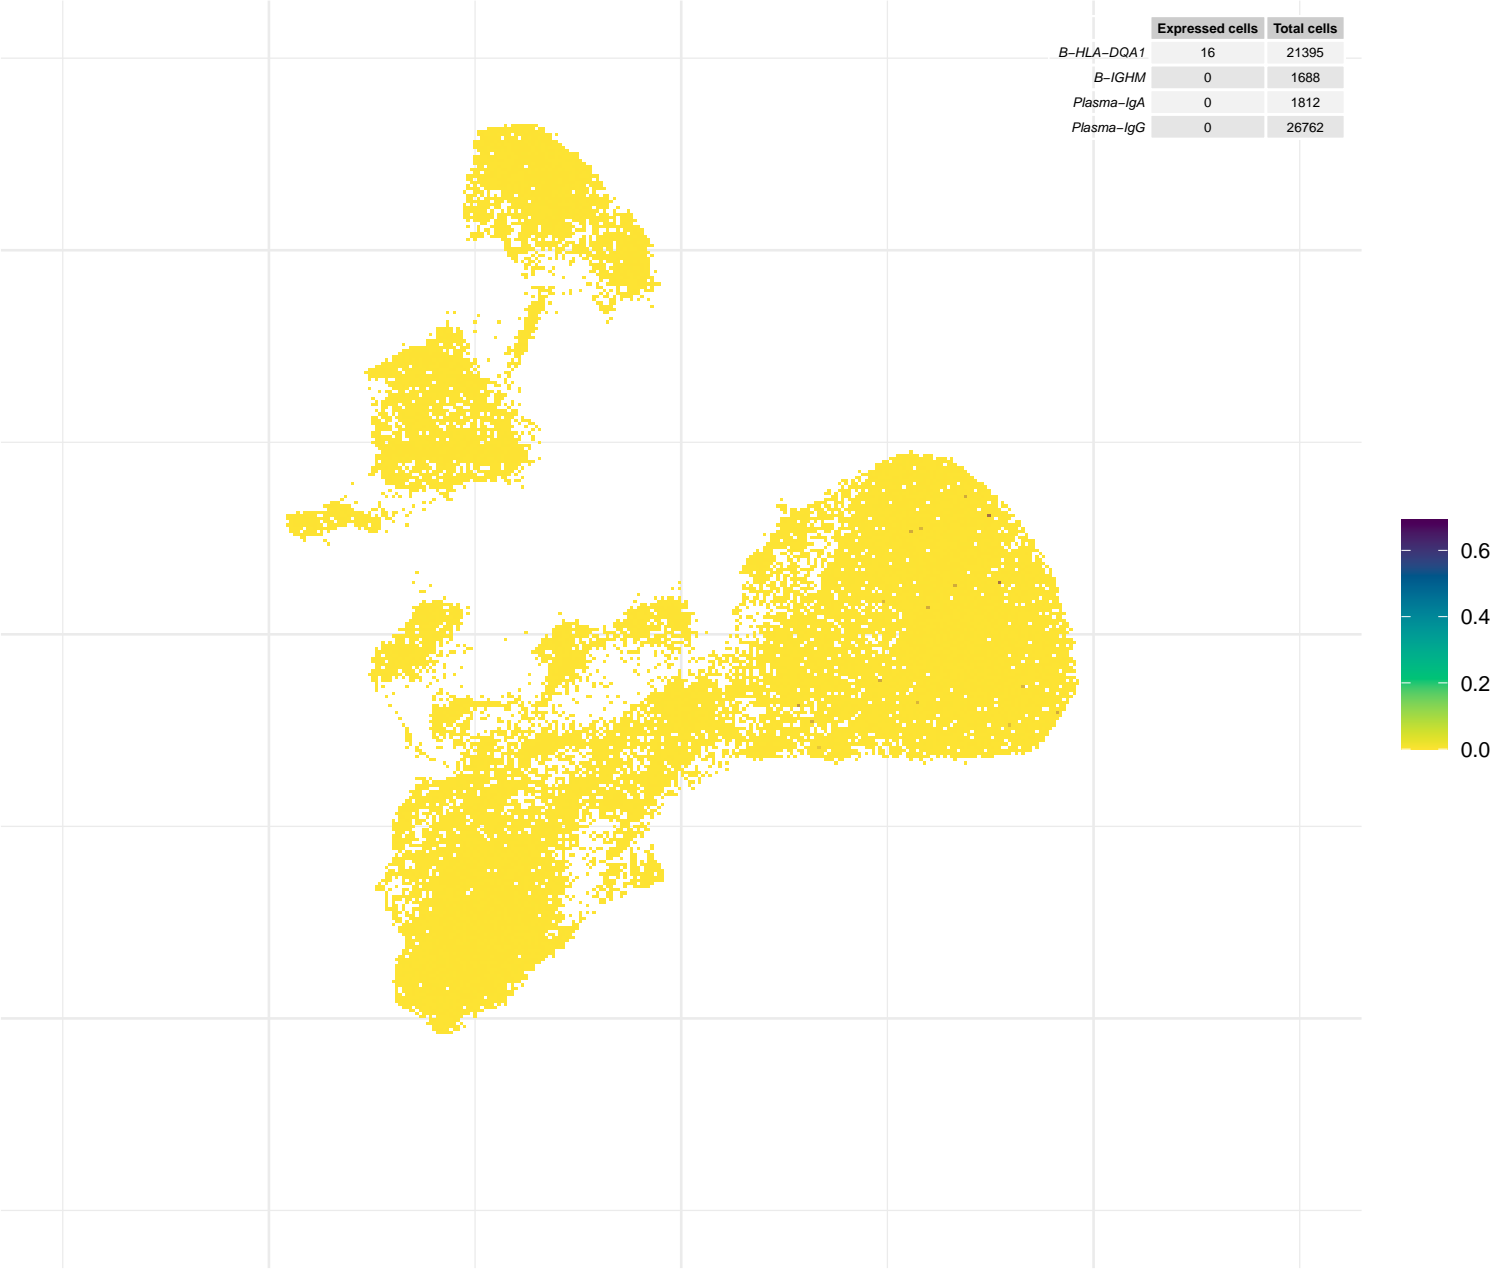 Expressed cells Total cells
B−HLA−DQA1 16 21395
B−IGHM 0 1688
Plasma−IgA 0 1812
Plasma−IgG 0 26762
0.6
0.4
0.2
0.0